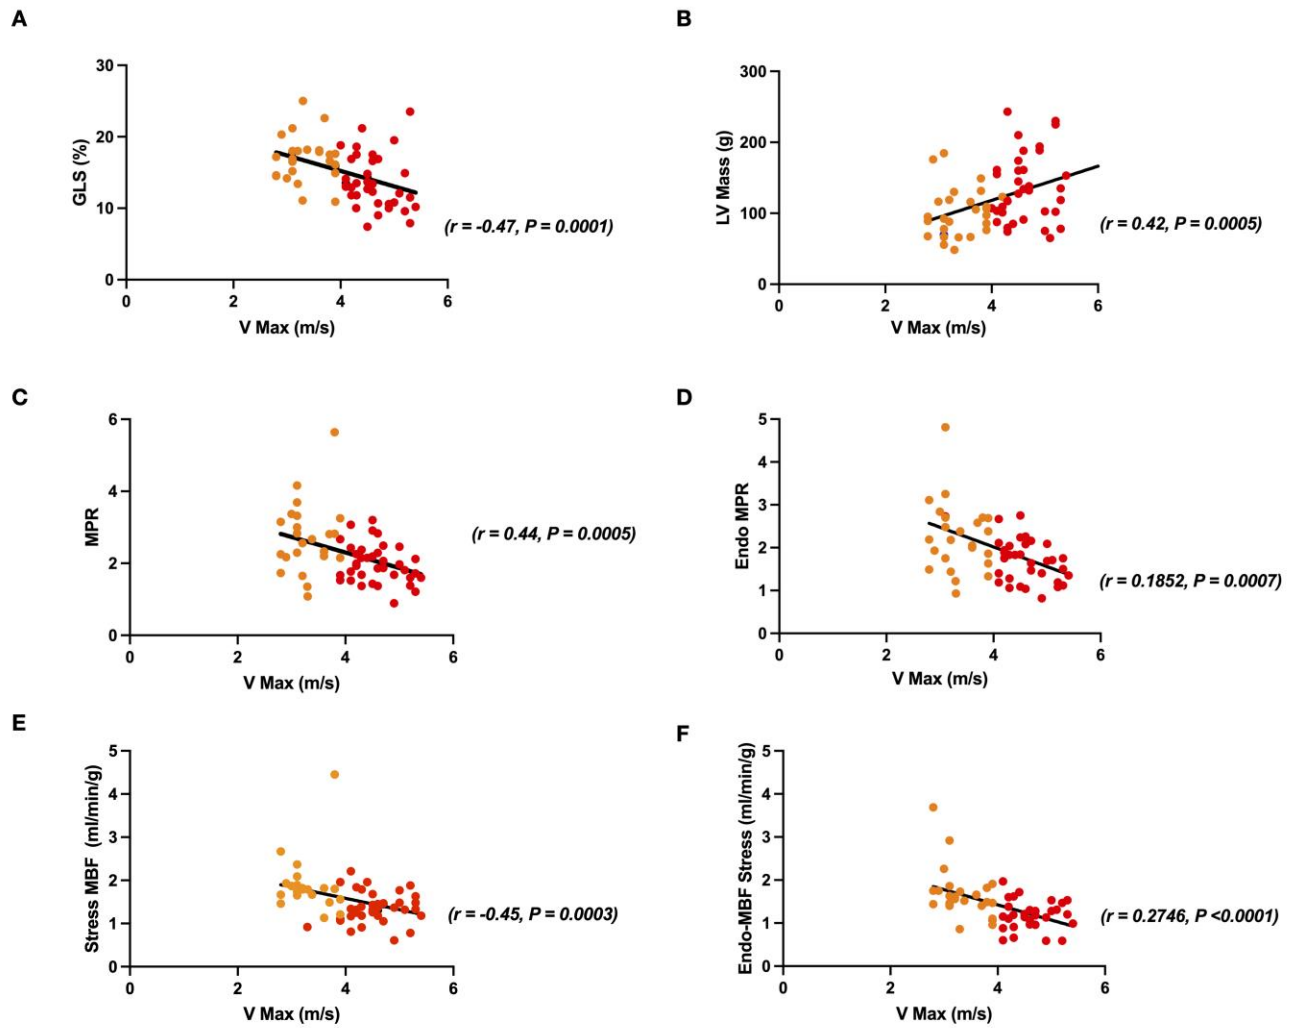 A
B
30
20
10
0
GLS (%)
0 2 4 6
V Max (m/s)
(r = -0.47, P = 0.0001)
300
200
100
0
LV Mass (g)
0 2 4 6
V Max (m/s)
(r = 0.42, P = 0.0005)
C
D
6
4
2
0
MPR
0 2 4 6
V Max (m/s)
(r = 0.44, P = 0.0005)
5
4
3
2
1
0
Endo MPR
0 2 4 6
V Max (m/s)
(r = 0.1852, P = 0.0007)
E
F
5
4
3
2
1
0
Stress MBF (ml/min/g)
0 2 4 6
V Max (m/s)
(r = -0.45, P = 0.0003)
5
4
3
2
1
0
Endo-MBF Stress (ml/min/g)
0 2 4 6
V Max (m/s)
(r = 0.2746, P <0.0001)